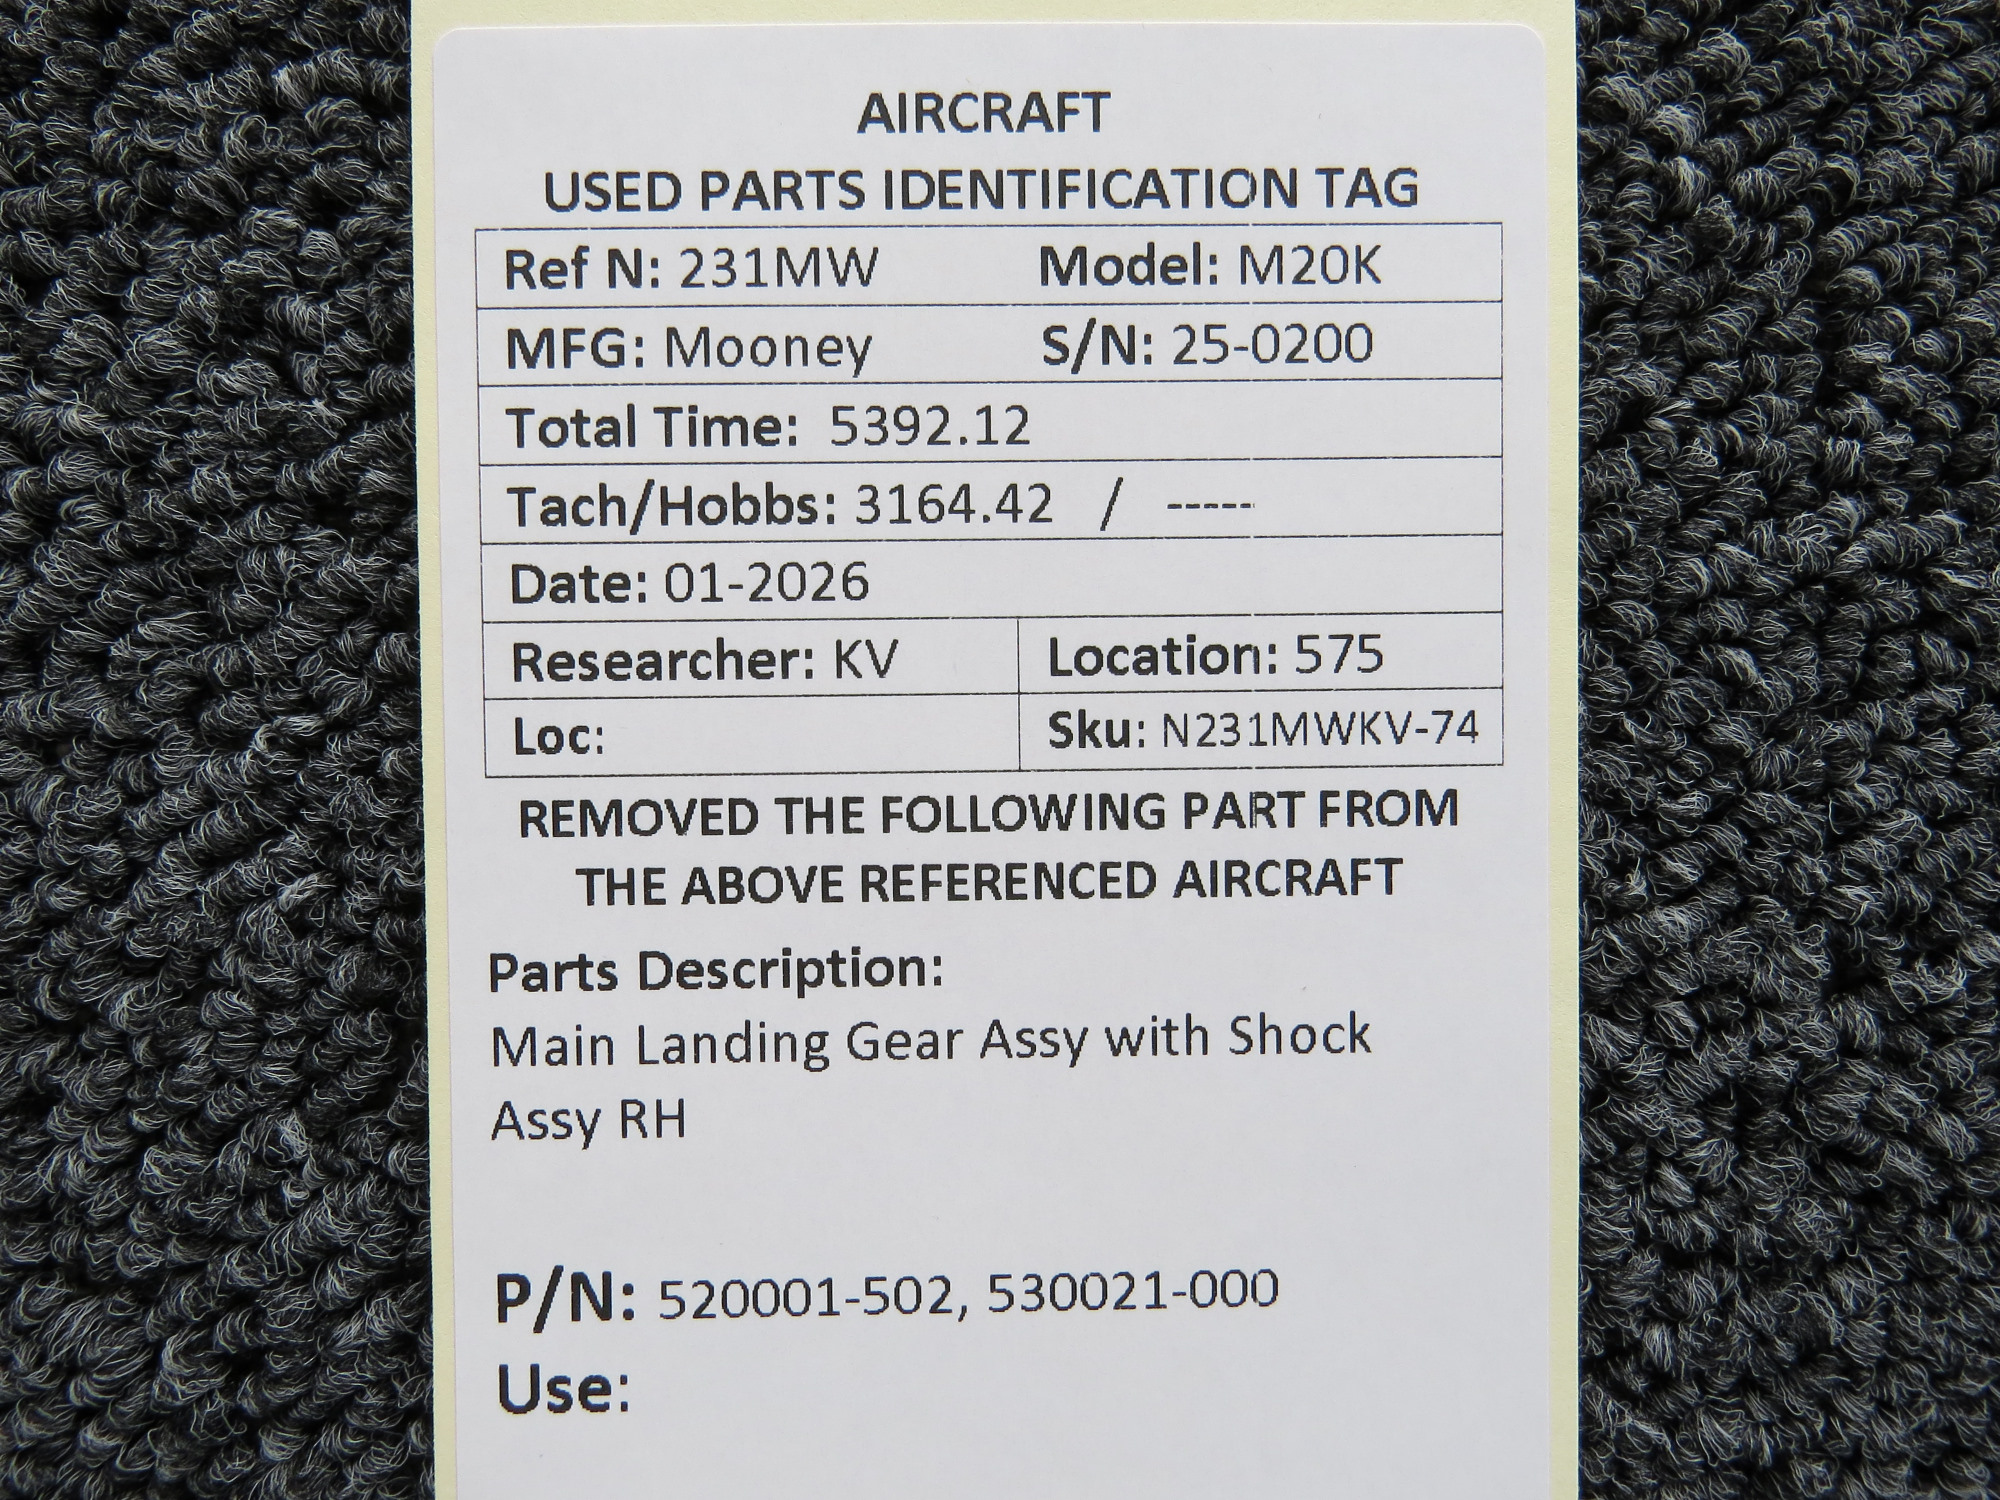 AIRCRAFT
USED PARTS IDENTIFICATION TAG
Ref N: 231MW Model: M20K
MFG: Mooney S/N: 25-0200
Total Time: 5392.12
Tach/Hobbs: 3164.42 / -----
Date: 01-2026
Researcher: KV Location: 575
Loc: Sku: N231MWKV-74
REMOVED THE FOLLOWING PART FROM
THE ABOVE REFERENCED AIRCRAFT
Parts Description:
Main Landing Gear Assy with Shock
Assy RH
P/N: 520001-502, 530021-000
Use: